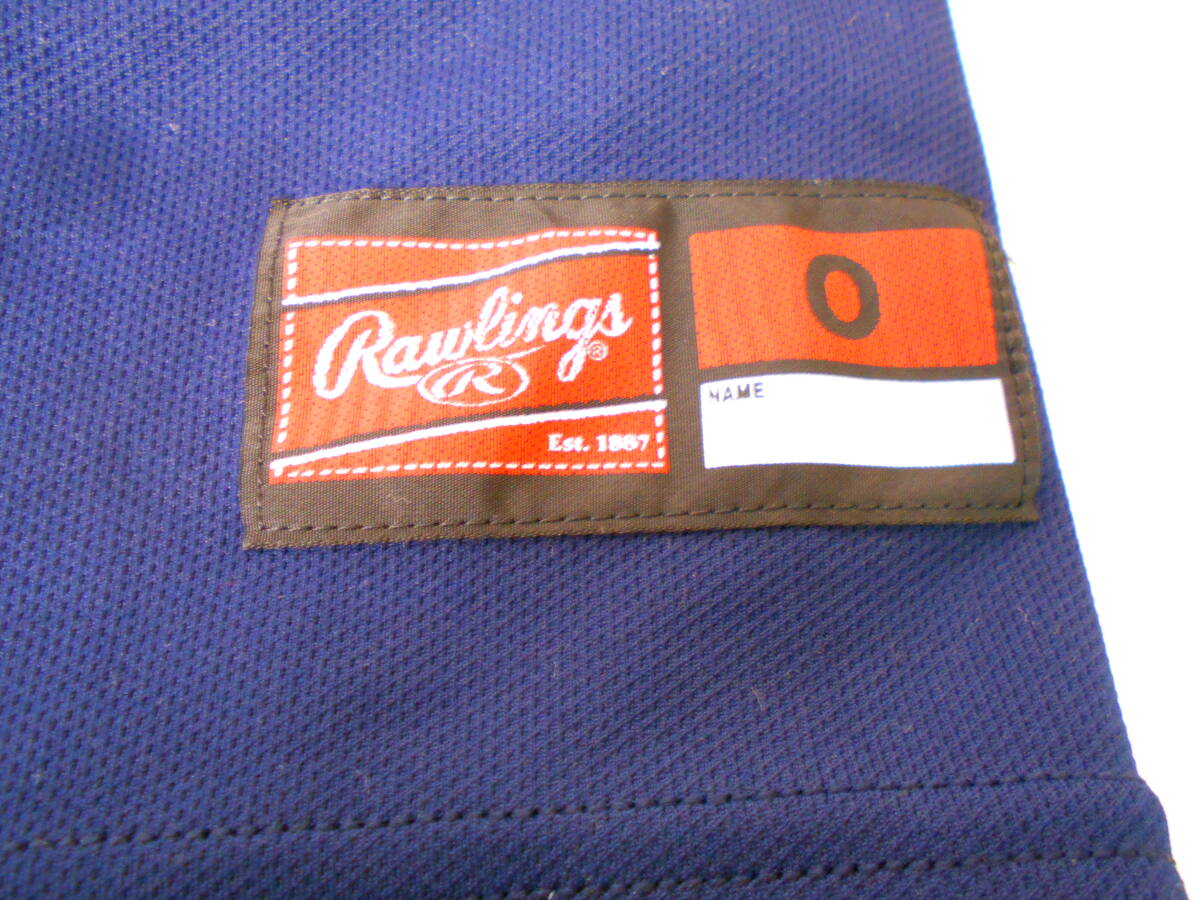 Rawlings®
R
Est. 1887
O
NAME